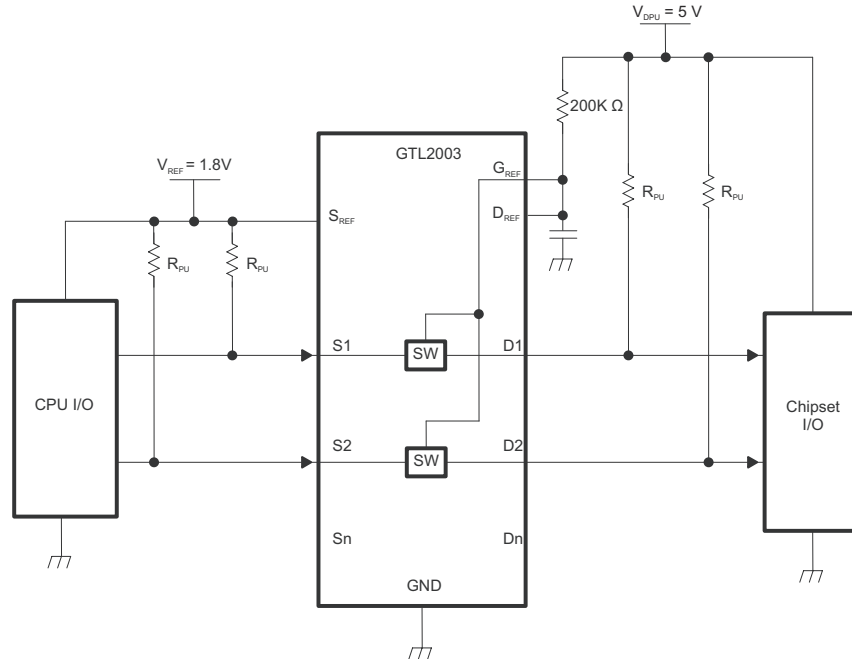 V_DPU = 5 V
200K Ω
GTL2003
V_REF = 1.8V
G_REF
S_REF
D_REF
R_PU
R_PU
R_PU
R_PU
S1
SW
D1
CPU I/O
Chipset
I/O
S2
SW
D2
Sn
Dn
GND